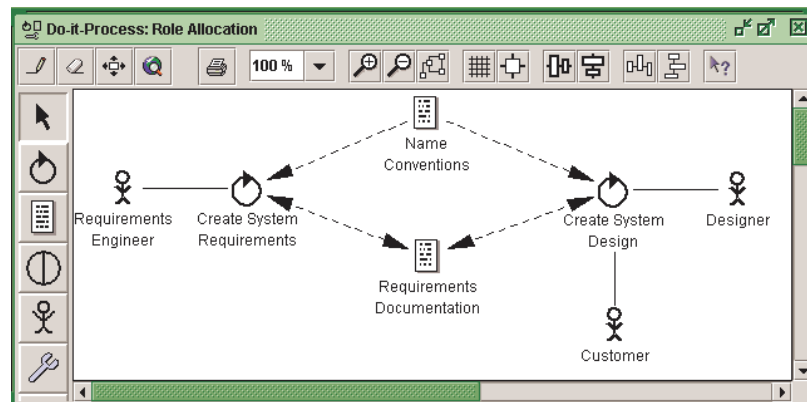 Do-it-Process: Role Allocation
100 %
Name
Conventions
Requirements
Engineer
Create System
Requirements
Create System
Design
Designer
Requirements
Documentation
Customer